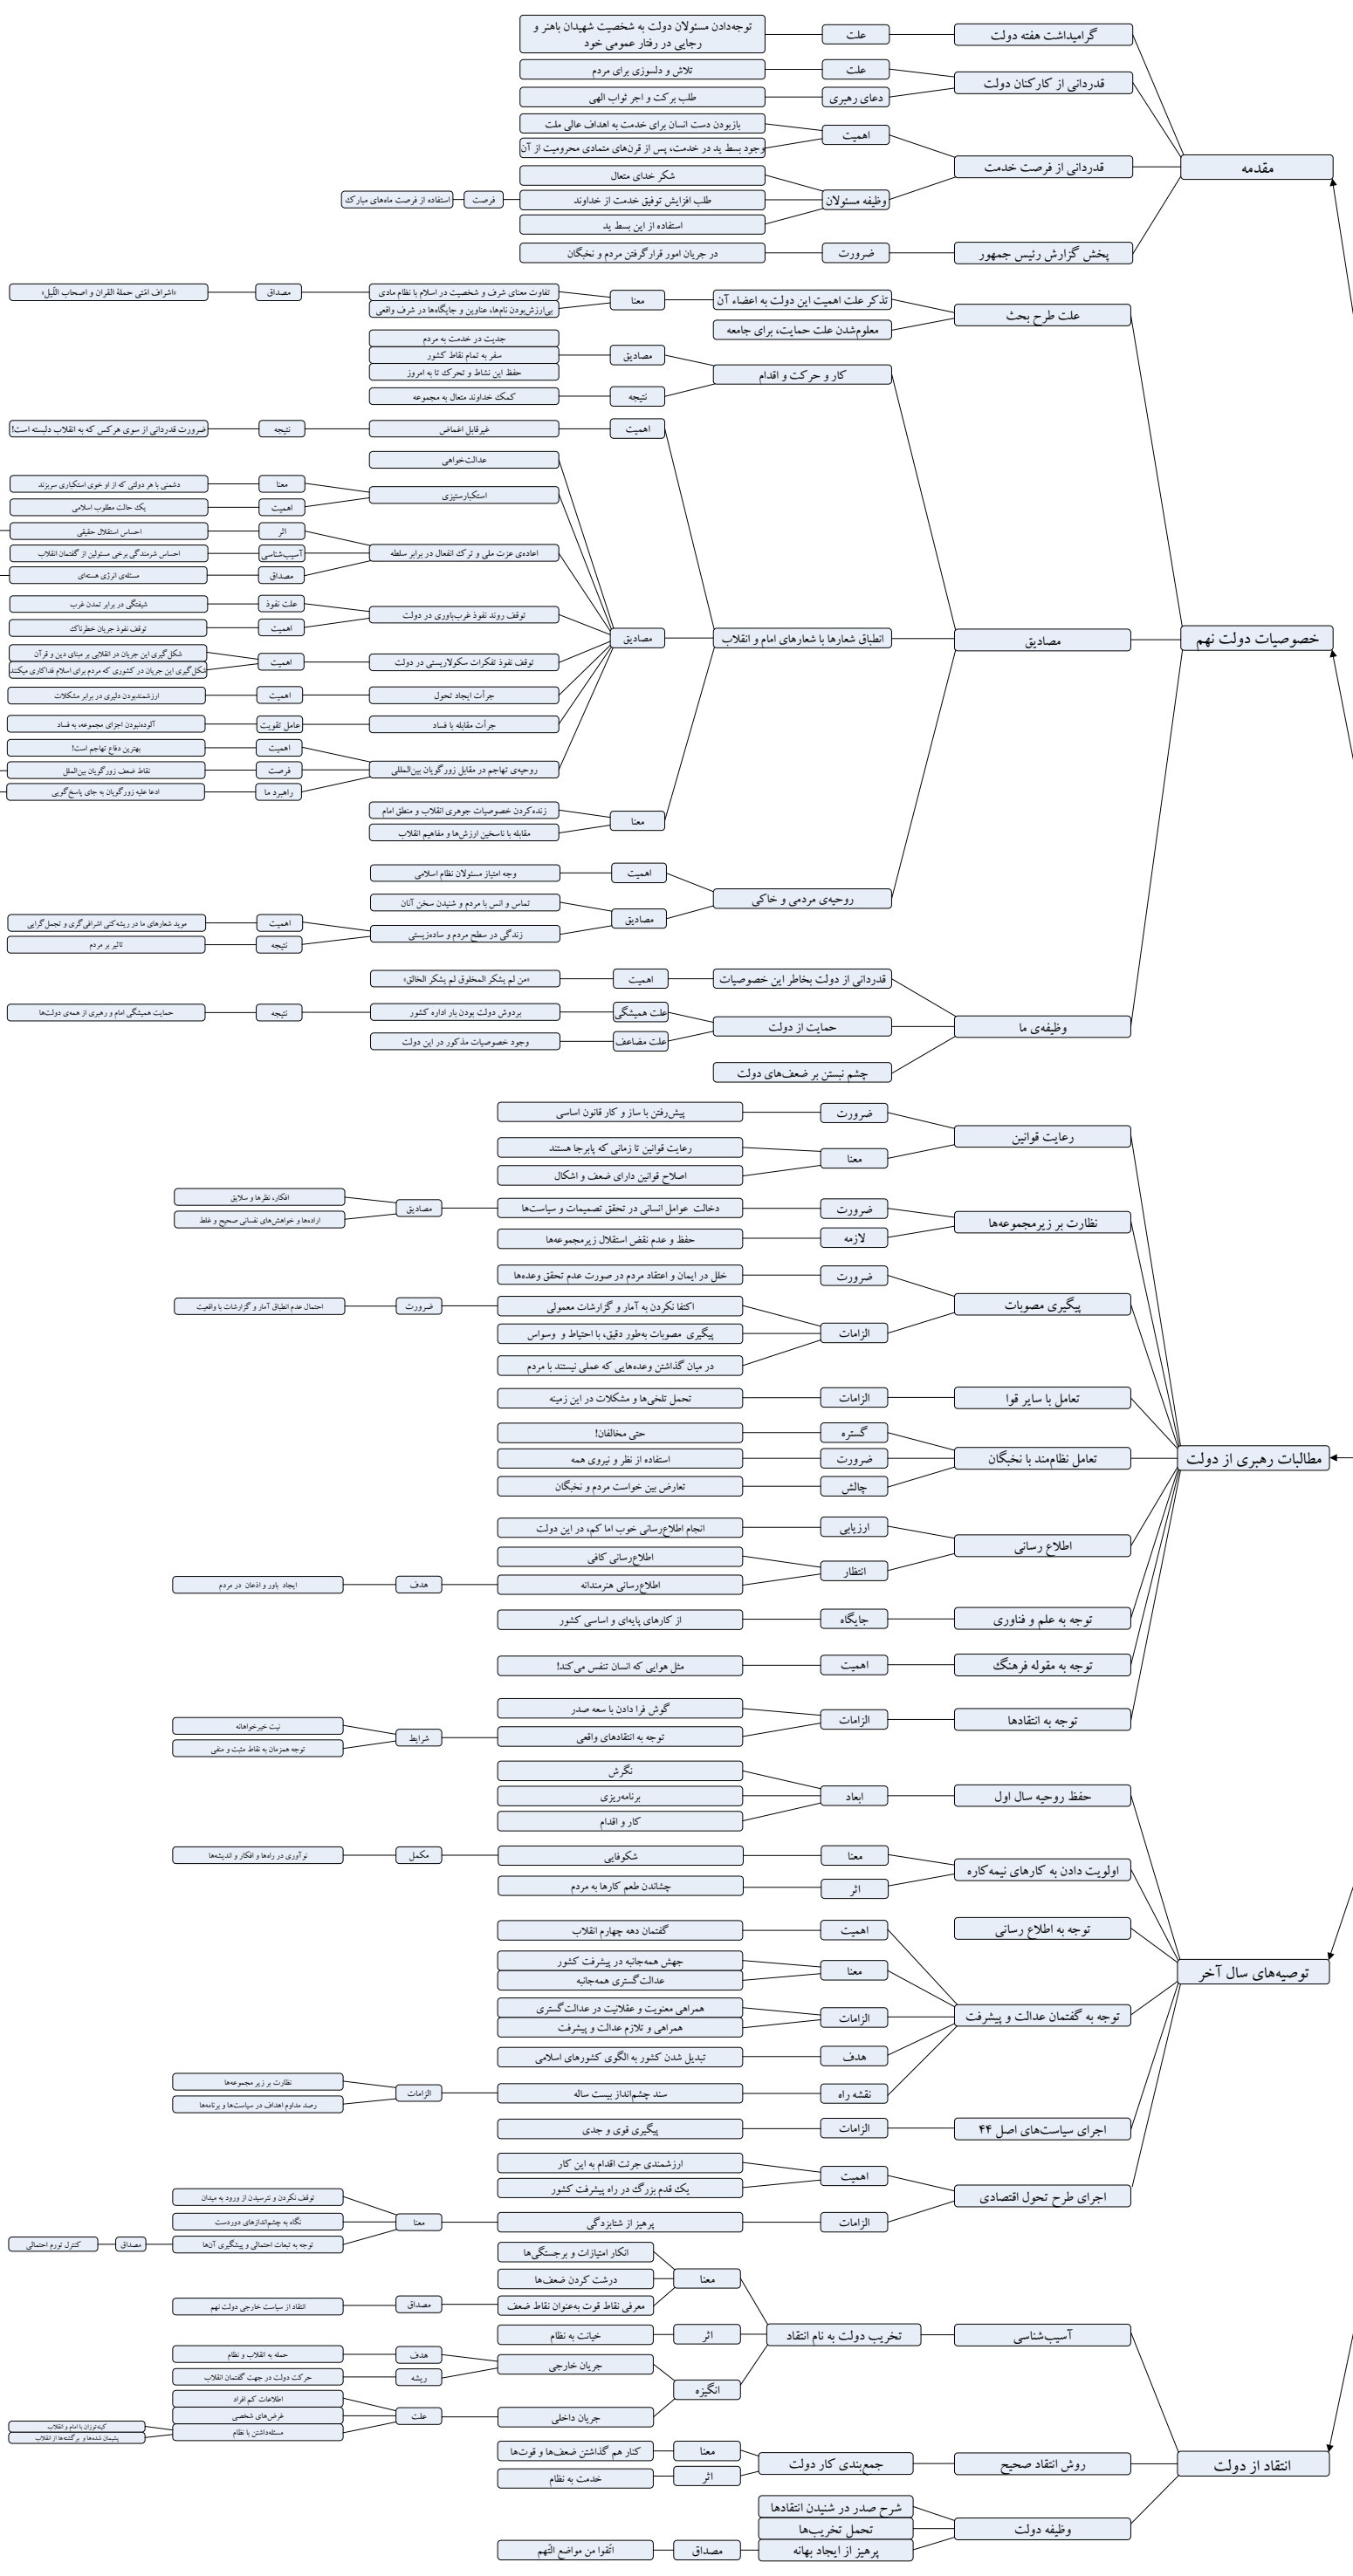 مقدمه
گرامیداشت هفته دولت
علت
توجه‌دادن مسئولان دولت به شخصیت شهیدان باهنر و
رجایی در رفتار عمومی خود
قدردانی از کارکنان دولت
علت
تلاش و دلسوزی برای مردم
دعای رهبری
طلب برکت و اجر ثواب الهی
قدردانی از فرصت خدمت
اهمیت
بازبودن دست انسان برای خدمت به اهداف عالی ملت
وجود بسط ید در خدمت، پس از قرن‌های متمادی محرومیت از آن
وظیفه مسئولان
شکر خدای متعال
طلب افزایش توفیق خدمت از خداوند
فرصت
استفاده از فرصت ماه‌های مبارک
استفاده از این بسط ید
پخش گزارش رئیس جمهور
ضرورت
در جریان امور قرارگرفتن مردم و نخبگان
خصوصیات دولت نهم
علت طرح بحث
تذکر علت اهمیت این دولت به اعضاء آن
معنا
تفاوت معنای شرف و شخصیت در اسلام با نظام مادی
مصداق
«اشراف امّتی حملة القران و اصحاب اللّیل»
بی‌ارزش‌بودن نام‌ها، عناوین و جایگاه‌ها در شرف واقعی
معلوم‌شدن علت حمایت، برای جامعه
مصادیق
کار و حرکت و اقدام
مصادیق
جدیت در خدمت به مردم
سفر به تمام نقاط کشور
حفظ این نشاط و تحرک تا به امروز
نتیجه
کمک خداوند متعال به مجموعه
انطباق شعارها با شعارهای امام و انقلاب
اهمیت
غیرقابل اغماض
نتیجه
ضرورت قدردانی از سوی هرکس که به انقلاب دلبسته است!
مصادیق
عدالت‌خواهی
استکبارستیزی
معنا
دشمنی با هر دولتی که از او خوی استکباری سربزند
اهمیت
یک حالت مطلوب اسلامی
اعاده‌ی عزت ملی و ترک انفعال در برابر سلطه
اثر
احساس استقلال حقیقی
آسیب‌شناسی
احساس شرمندگی برخی مسئولین از گفتمان انقلاب
مصداق
مسئله‌ی انرژی هسته‌ای
توقف روند نفوذ غرب‌باوری در دولت
علت نفوذ
شیفتگی در برابر تمدن غرب
اهمیت
توقف نفوذ جریان خطرناک
توقف نفوذ تفکرات سکولاریستی در دولت
اهمیت
شکل‌گیری این جریان در انقلابی بر مبنای دین و قرآن
شکل‌گیری این جریان در کشوری که مردم برای اسلام فداکاری میکنند
جرأت ایجاد تحول
اهمیت
ارزشمندبودن دلیری در برابر مشکلات
جرأت مقابله با فساد
عامل تقویت
آلوده‌نبودن اجزای مجموعه، به فساد
روحیه‌ی تهاجم در مقابل زورگویان بین‌المللی
اهمیت
بهترین دفاع تهاجم است!
فرصت
نقاط ضعف زورگویان بین‌الملل
راهبرد ما
ادعا علیه زورگویان به جای پاسخ‌گویی
معنا
زنده‌کردن خصوصیات جوهری انقلاب و منطق امام
مقابله با ناسخین ارزش‌ها و مفاهیم انقلاب
روحیه‌ی مردمی و خاکی
اهمیت
وجه امتیاز مسئولان نظام اسلامی
مصادیق
تماس و انس با مردم و شنیدن سخن آنان
زندگی در سطح مردم و ساده‌زیستی
اهمیت
موید شعارهای ما در ریشه‌کنی اشرافی‌گری و تجمل‌گرایی
نتیجه
تاثیر بر مردم
وظیفه‌ی ما
قدردانی از دولت بخاطر این خصوصیات
اهمیت
«من لم یشکر المخلوق لم یشکر الخالق»
حمایت از دولت
علت همیشگی
بردوش دولت بودن بار اداره کشور
نتیجه
حمایت همیشگی امام و رهبری از همه‌ی دولت‌ها
علت مضاعف
وجود خصوصیات مذکور در این دولت
چشم نبستن بر ضعف‌های دولت
مطالبات رهبری از دولت
رعایت قوانین
ضرورت
پیش‌رفتن با ساز و کار قانون اساسی
معنا
رعایت قوانین تا زمانی که پابرجا هستند
اصلاح قوانین دارای ضعف و اشکال
نظارت بر زیرمجموعه‌ها
ضرورت
دخالت عوامل انسانی در تحقق تصمیمات و سیاست‌ها
مصادیق
افکار، نظرها و سلایق
اراده‌ها و خواهش‌های نفسانی صحیح و غلط
لازمه
حفظ و عدم نقض استقلال زیرمجموعه‌ها
پیگیری مصوبات
ضرورت
خلل در ایمان و اعتقاد مردم در صورت عدم تحقق وعده‌ها
الزامات
اکتفا نکردن به آمار و گزارشات معمولی
ضرورت
احتمال عدم انطباق آمار و گزارشات با واقعیت
پیگیری مصوبات به‌طور دقیق، با احتیاط و وسواس
در میان گذاشتن وعده‌هایی که عملی نیستند با مردم
تعامل با سایر قوا
الزامات
تحمل تلخی‌ها و مشکلات در این زمینه
تعامل نظام‌مند با نخبگان
گستره
حتی مخالفان!
ضرورت
استفاده از نظر و نیروی همه
چالش
تعارض بین خواست مردم و نخبگان
اطلاع رسانی
ارزیابی
انجام اطلاع‌رسانی خوب اما کم، در این دولت
انتظار
اطلاع‌رسانی کافی
اطلاع‌رسانی هنرمندانه
هدف
ایجاد باور و اذعان در مردم
توجه به علم و فناوری
جایگاه
از کارهای پایه‌ای و اساسی کشور
توجه به مقوله فرهنگ
اهمیت
مثل هوایی که انسان تنفس می‌کند!
توجه به انتقادها
الزامات
گوش فرا دادن با سعه صدر
توجه به انتقادهای واقعی
شرایط
نیت خیرخواهانه
توجه همزمان به نقاط مثبت و منفی
توصیه‌های سال آخر
حفظ روحیه سال اول
ابعاد
نگرش
برنامه‌ریزی
کار و اقدام
اولویت دادن به کارهای نیمه‌کاره
معنا
شکوفایی
مکمل
نوآوری در راه‌ها و افکار و اندیشه‌ها
اثر
چشاندن طعم کارها به مردم
توجه به اطلاع رسانی
توجه به گفتمان عدالت و پیشرفت
اهمیت
گفتمان دهه چهارم انقلاب
معنا
جهش همه‌جانبه در پیشرفت کشور
عدالت‌گستری همه‌جانبه
الزامات
همراهی معنویت و عقلانیت در عدالت‌گستری
همراهی و تلازم عدالت و پیشرفت
هدف
تبدیل شدن کشور به الگوی کشورهای اسلامی
نقشه راه
سند چشم‌انداز بیست ساله
الزامات
نظارت بر زیر مجموعه‌ها
رصد مداوم اهداف در سیاست‌ها و برنامه‌ها
اجرای سیاست‌های اصل ۴۴
الزامات
پیگیری قوی و جدی
اجرای طرح تحول اقتصادی
اهمیت
ارزشمندی جرئت اقدام به این کار
یک قدم بزرگ در راه پیشرفت کشور
الزامات
پرهیز از شتابزدگی
معنا
توقف نکردن و نترسیدن از ورود به میدان
نگاه به چشم‌اندازهای دوردست
توجه به تبعات احتمالی و پیشگیری آن‌ها
مصداق
کنترل تورم احتمالی
انتقاد از دولت
آسیب‌شناسی
تخریب دولت به نام انتقاد
معنا
انکار امتیازات و برجستگی‌ها
درشت کردن ضعف‌ها
معرفی نقاط قوت به‌عنوان نقاط ضعف
مصداق
انتقاد از سیاست خارجی دولت نهم
اثر
خیانت به نظام
انگیزه
جریان خارجی
هدف
حمله به انقلاب و نظام
ریشه
حرکت دولت در جهت گفتمان انقلاب
جریان داخلی
علت
اطلاعات کم افراد
غرض‌های شخصی
مسئله‌داشتن با نظام
کینه‌توزان با امام و انقلاب
پشیمان شده‌ها و برگشته‌ها از انقلاب
روش انتقاد صحیح
جمع‌بندی کار دولت
معنا
کنار هم گذاشتن ضعف‌ها و قوت‌ها
اثر
خدمت به نظام
وظیفه دولت
شرح صدر در شنیدن انتقادها
تحمل تخریب‌ها
پرهیز از ایجاد بهانه
مصداق
اتّقوا من مواضع التّهم